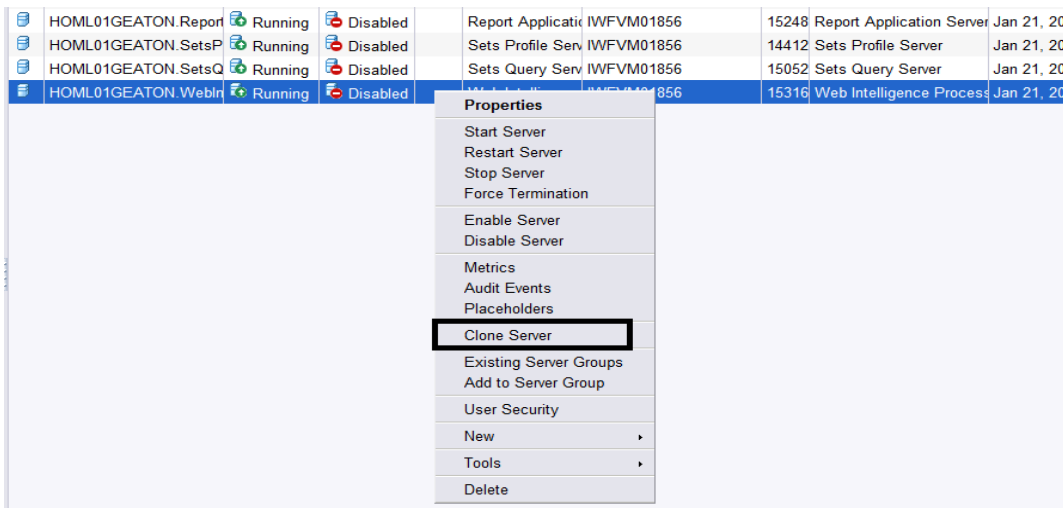 HOML01GEATON.Report Running Disabled Report Applicatio IWFVM01856 15248 Report Application Server Jan 21, 20
HOML01GEATON.SetsP Running Disabled Sets Profile Serv IWFVM01856 14412 Sets Profile Server Jan 21, 20
HOML01GEATON.SetsQ Running Disabled Sets Query Serv IWFVM01856 15052 Sets Query Server Jan 21, 20
HOML01GEATON.WebIn Running Disabled 856 15316 Web Intelligence Process Jan 21, 20
Properties
Start Server
Restart Server
Stop Server
Force Termination
Enable Server
Disable Server
Metrics
Audit Events
Placeholders
Clone Server
Existing Server Groups
Add to Server Group
User Security
New
Tools
Delete